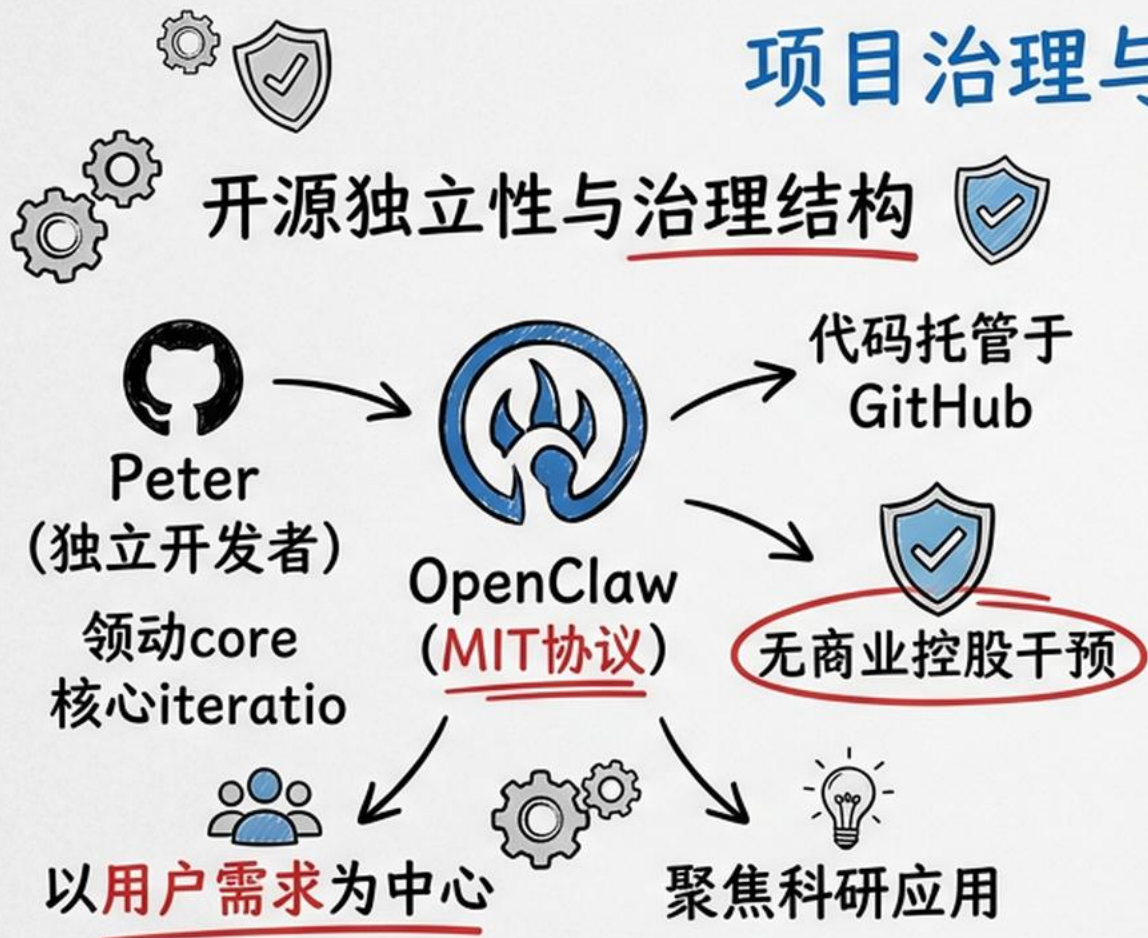 项目治理与
开源独立性与治理结构
Peter
(独立开发者)
领动core
核心iteratio
OpenClaw
(MIT协议)
代码托管于
GitHub
无商业控股干预
以用户需求为中心
聚焦科研应用